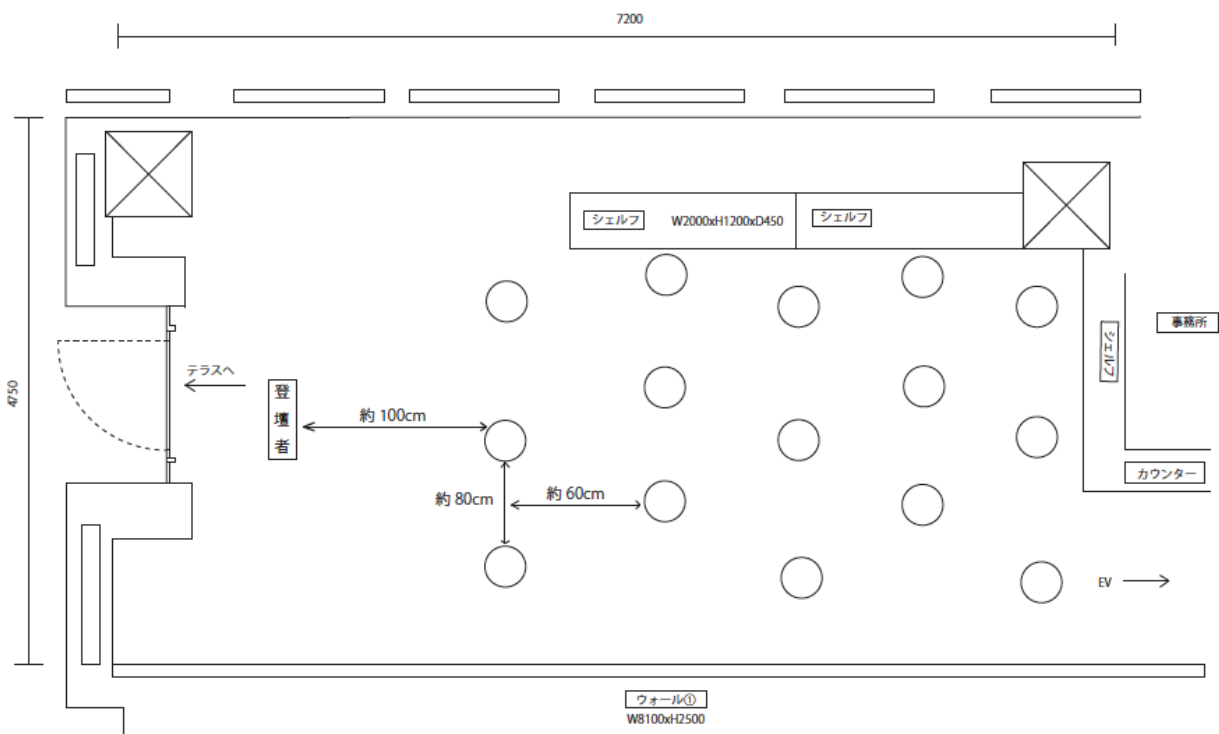 7200
シェルフ
W2000xH1200xD450
シェルフ
事務所
シェルフ
4750
テラスへ
登壇者
約 100cm
約 80cm
約 60cm
カウンター
EV
ウォール①
W8100xH2500